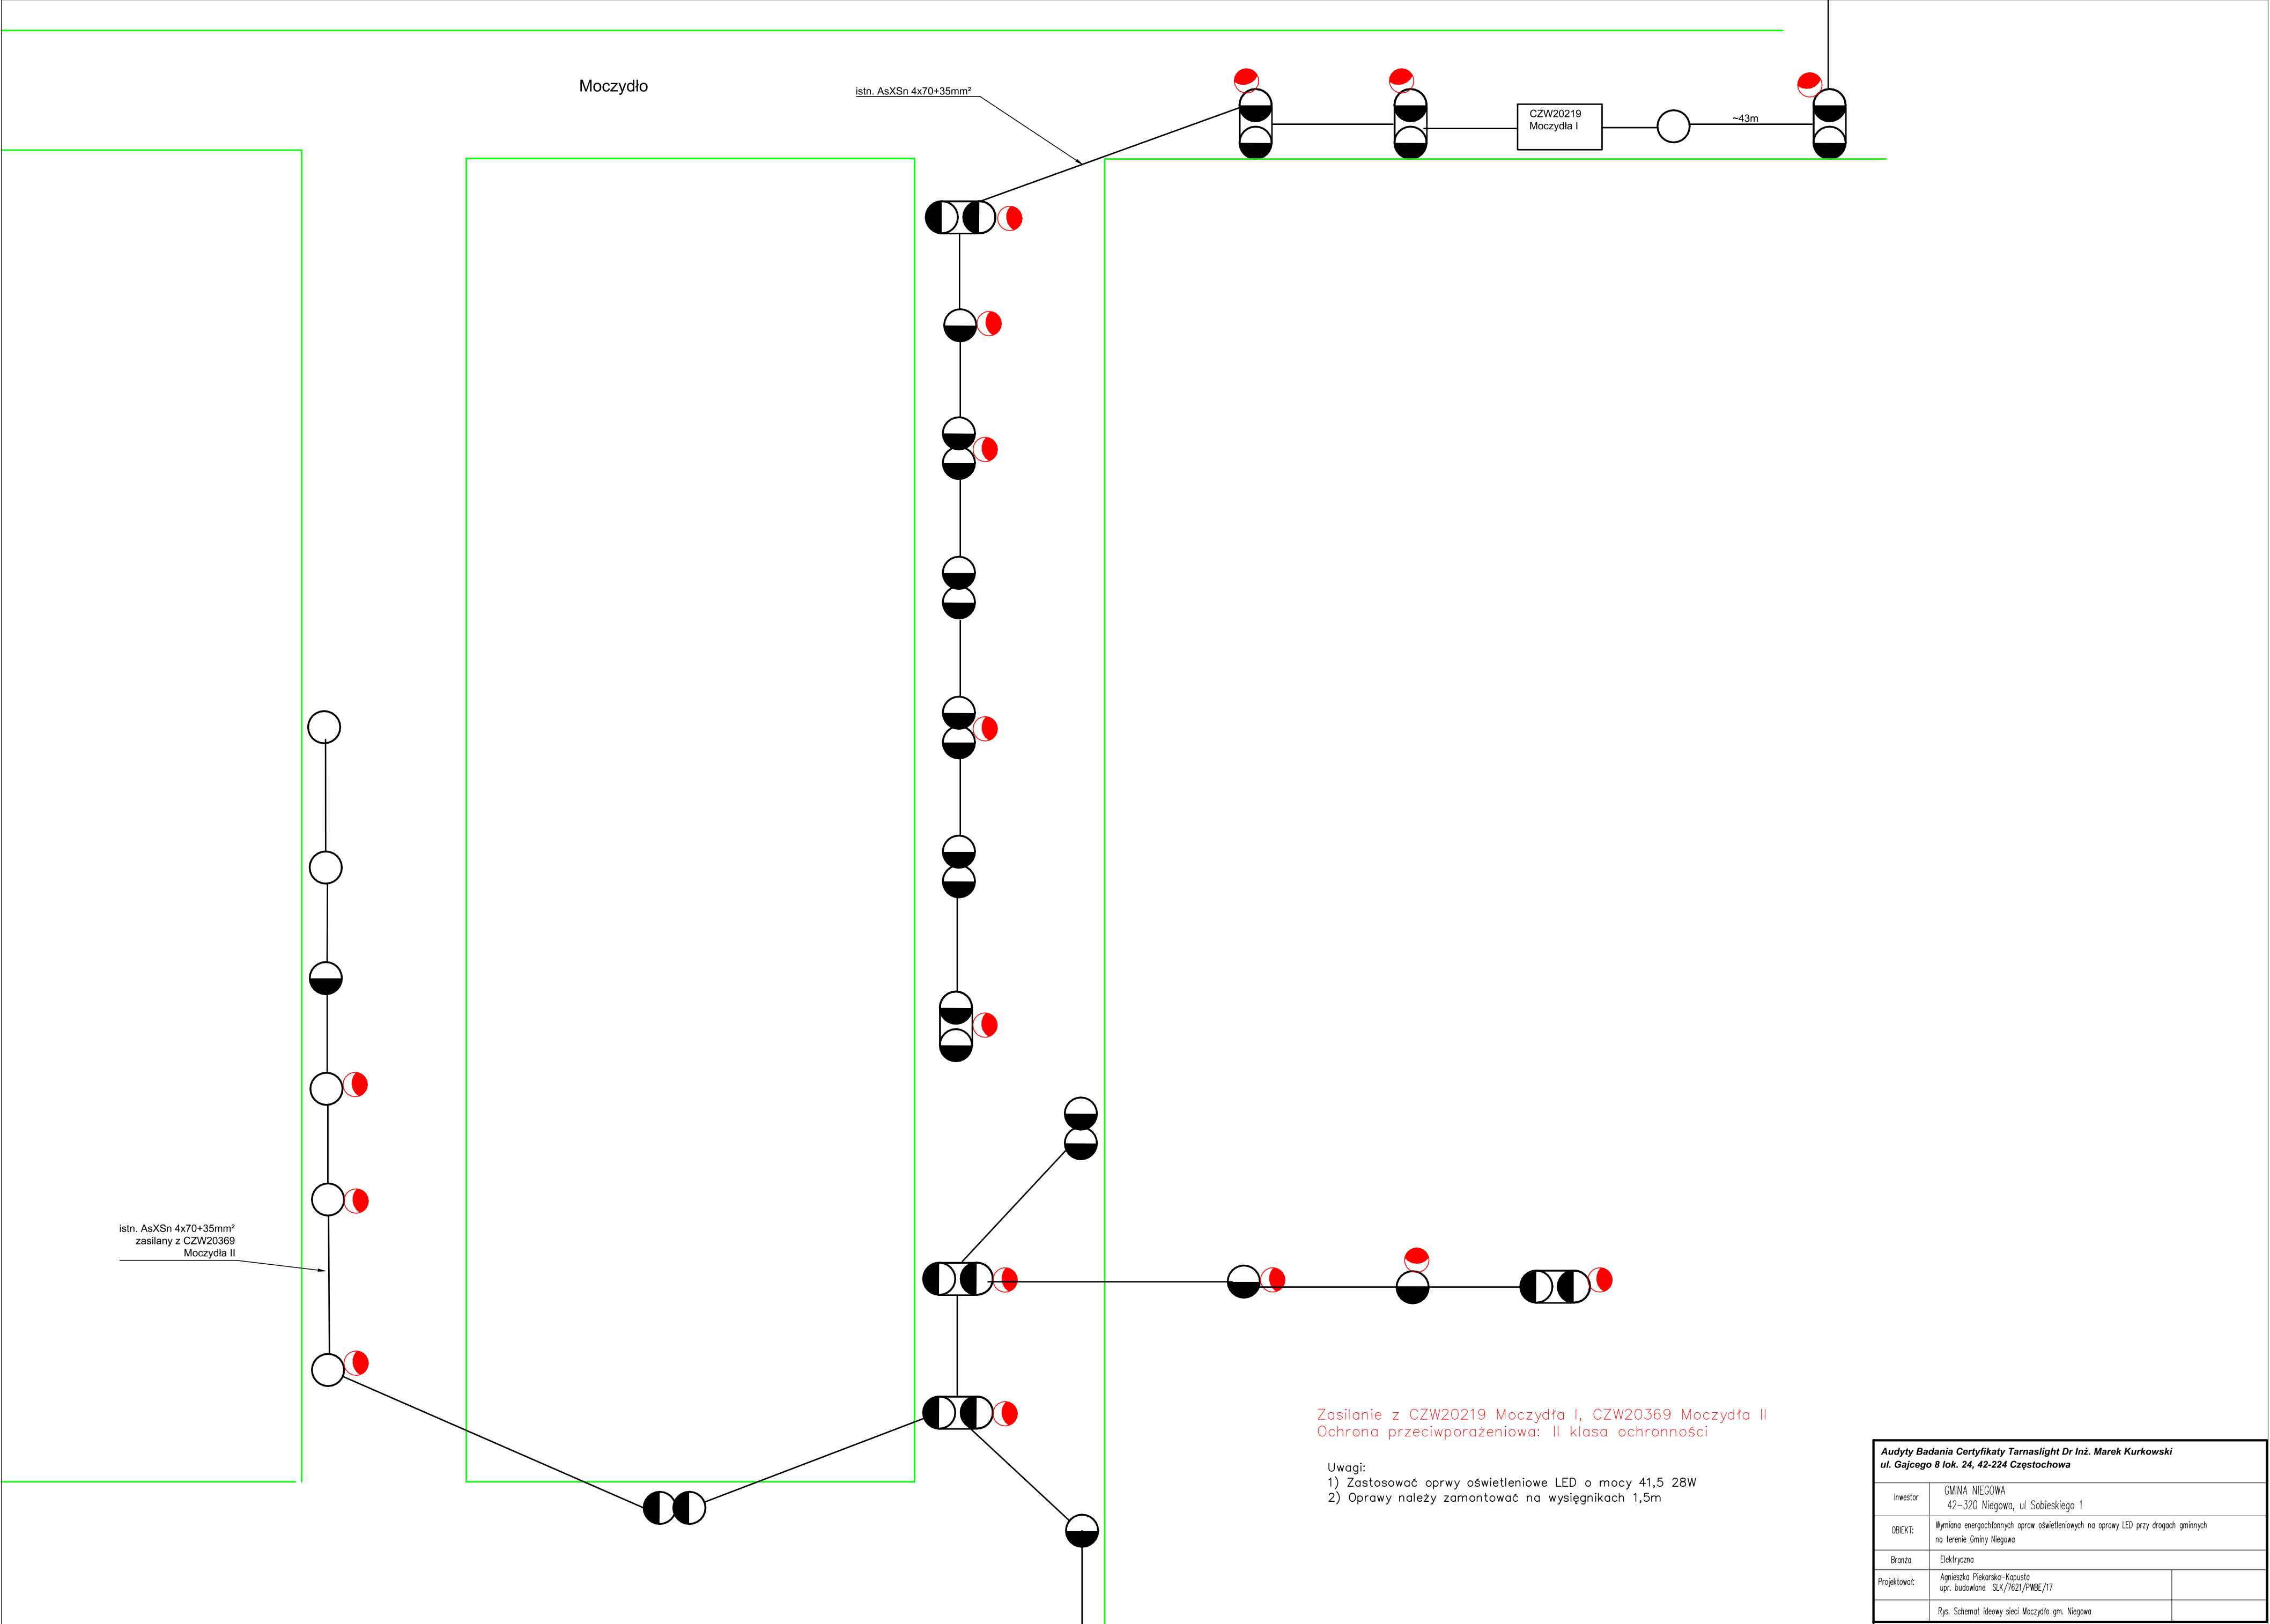 Moczydło
istn. AsXSn 4x70+35mm²
CZW20219
Moczydła I
~43m
istn. AsXSn 4x70+35mm²
zasilany z CZW20369
Moczydła II
Zasilanie z CZW20219 Moczydła I, CZW20369 Moczydła II
Ochrona przeciwporażeniowa: II klasa ochronności
Uwagi:
1) Zastosować oprwy oświetleniowe LED o mocy 41,5 28W
2) Oprawy należy zamontować na wysięgnikach 1,5m
Audyty Badania Certyfikaty Tarnaslight Dr Inż. Marek Kurkowski
ul. Gajcego 8 lok. 24, 42-224 Częstochowa
Inwestor
GMINA NIEGOWA
42-320 Niegowa, ul Sobieskiego 1
OBIEKT:
Wymiana energochłonnych opraw oświetleniowych na oprawy LED przy drogach gminnych
na terenie Gminy Niegowa
Branża
Elektryczna
Projektował:
Agnieszka Piekarska-Kapusta
upr. budowlane SLK/7621/PWBE/17
Rys. Schemat ideowy sieci Moczydło gm. Niegowa